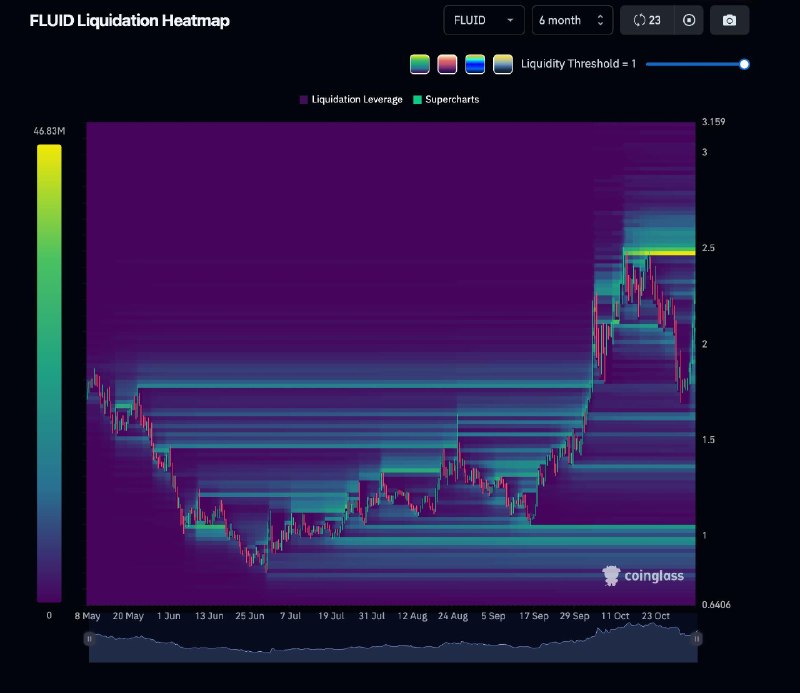 FLUID Liquidation Heatmap
FLUID
6 month
23
Liquidity Threshold = 1
Liquidation Leverage
Supercharts
46.83M
0
3.159
3
2.5
2
1.5
1
0.6406
coinglass
8 May 20 May 1 Jun 13 Jun 25 Jun 7 Jul 19 Jul 31 Jul 12 Aug 24 Aug 5 Sep 17 Sep 29 Sep 11 Oct 23 Oct